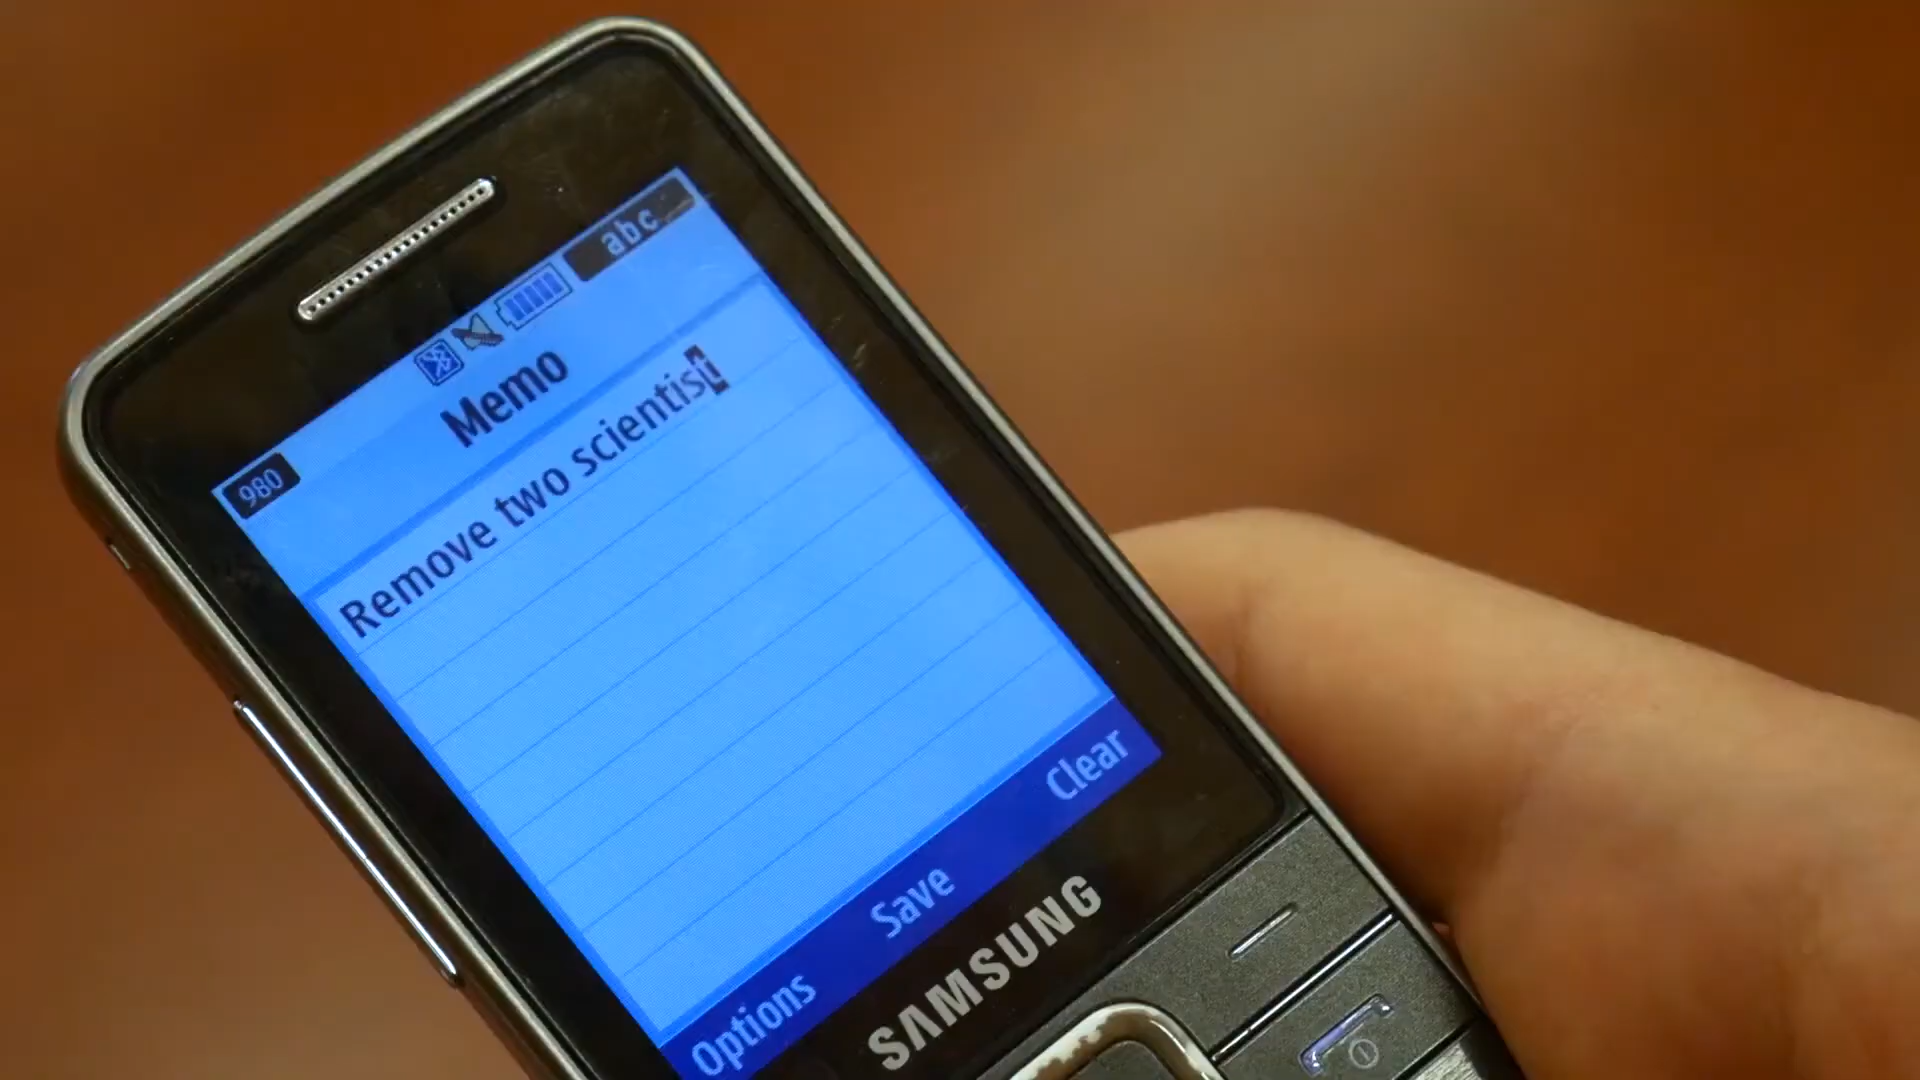 abc
Memo
980
Remove two scientist
Options Save Clear
SAMSUNG